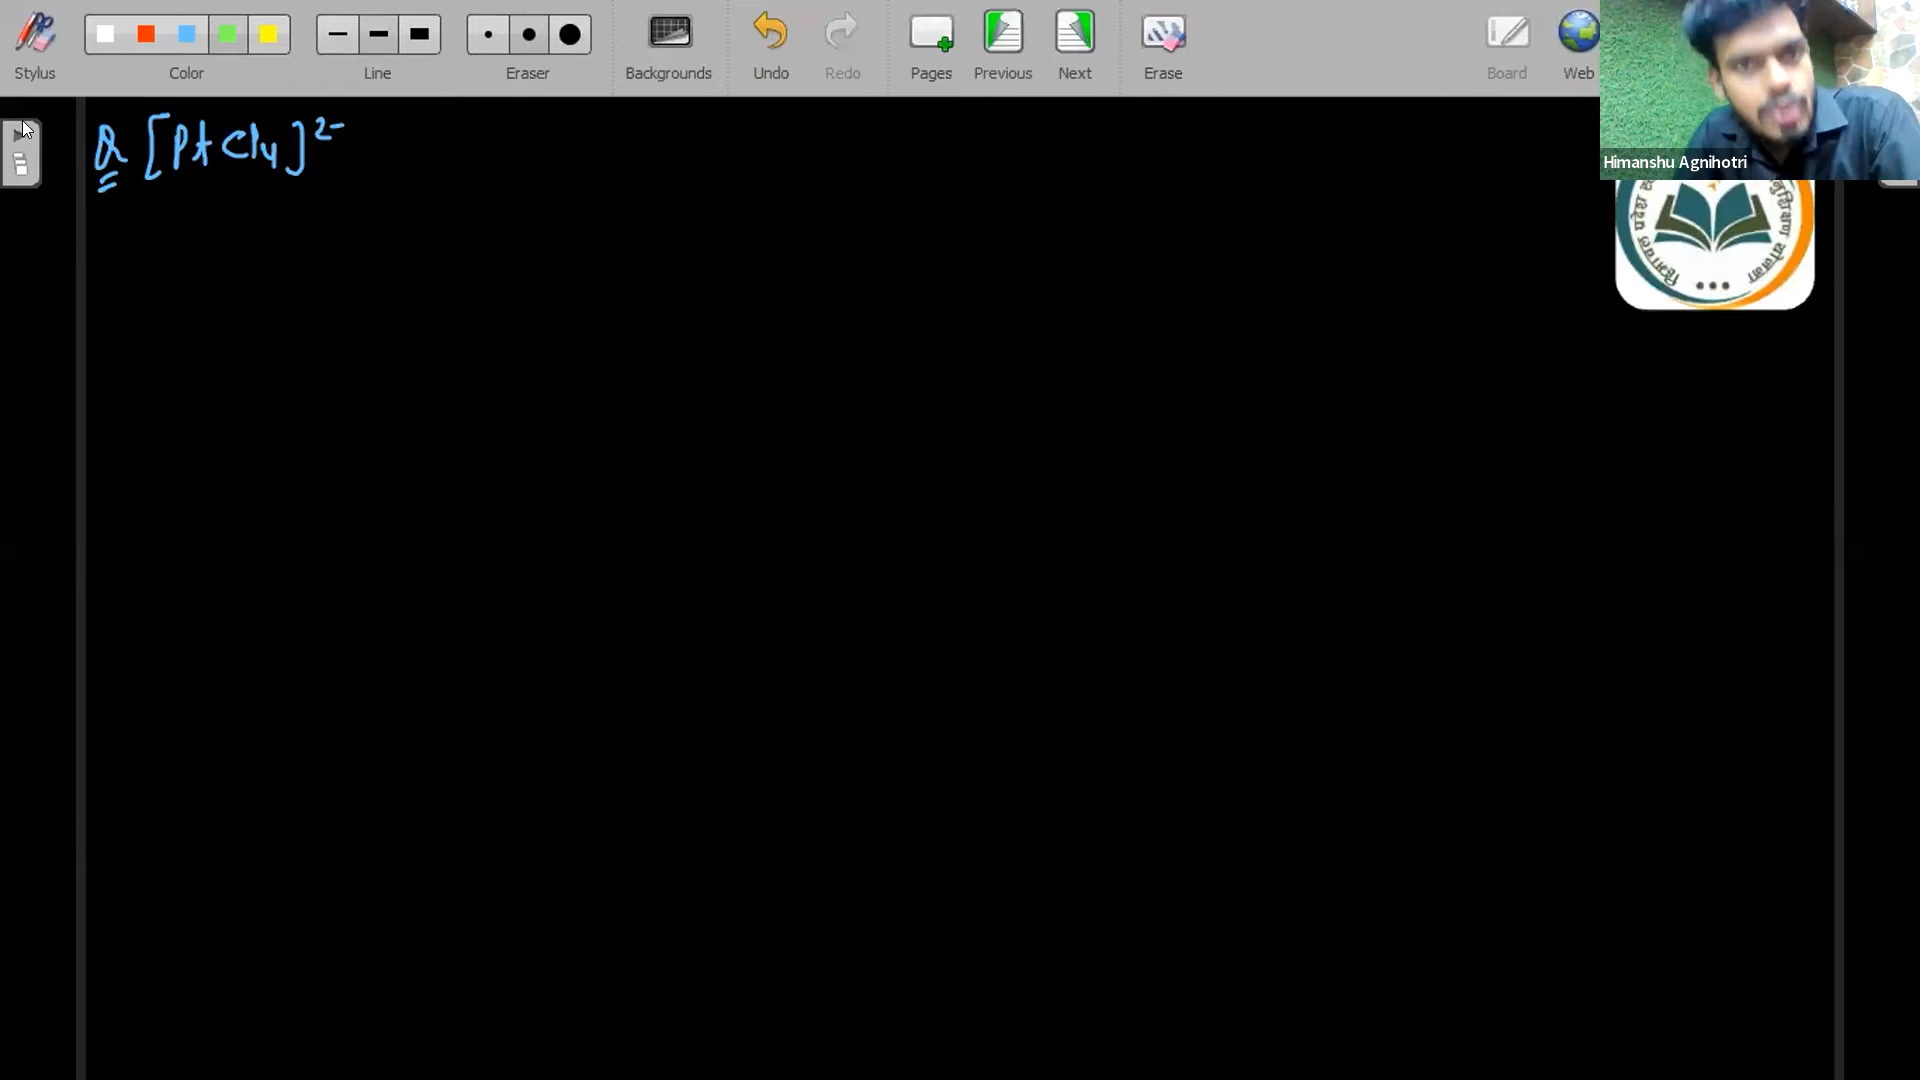 Stylus Color Line Eraser Backgrounds Undo Redo Pages Previous Next Erase Board Web
Himanshu Agnihotri
Q [PtCl4]2-